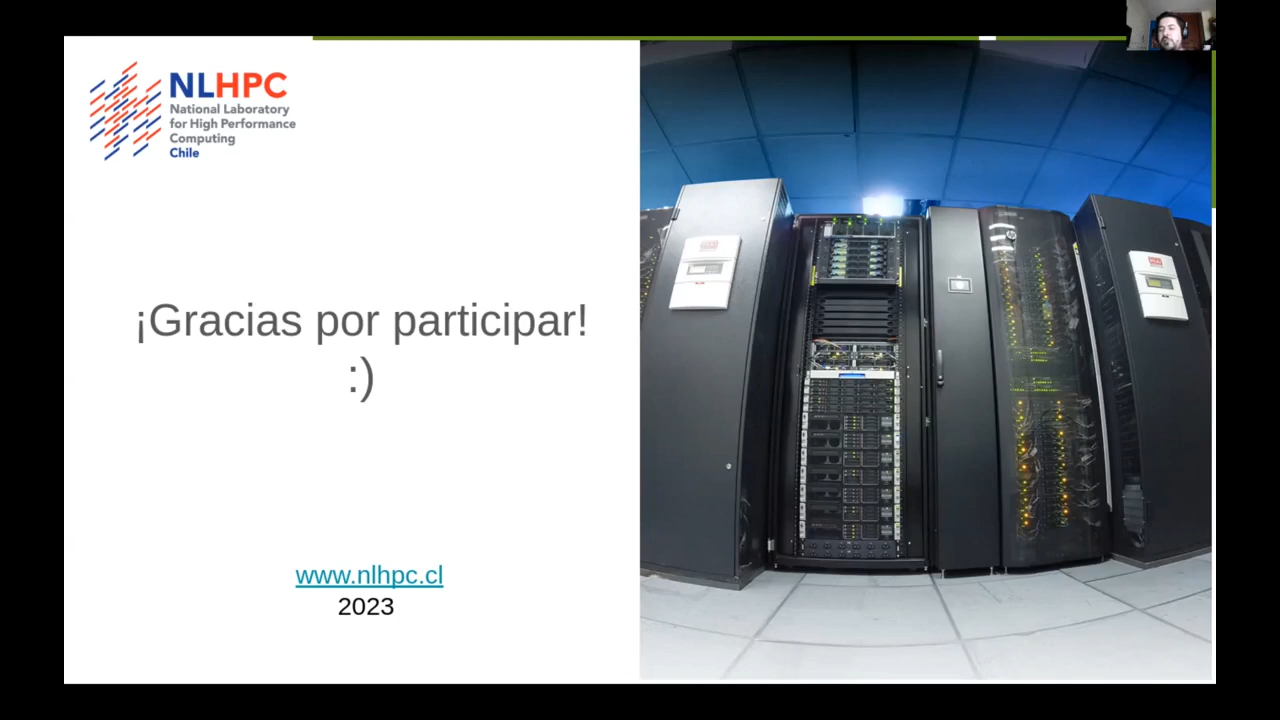 NLHPC
National Laboratory
for High Performance
Computing
Chile
¡Gracias por participar!
:)
www.nlhpc.cl
2023